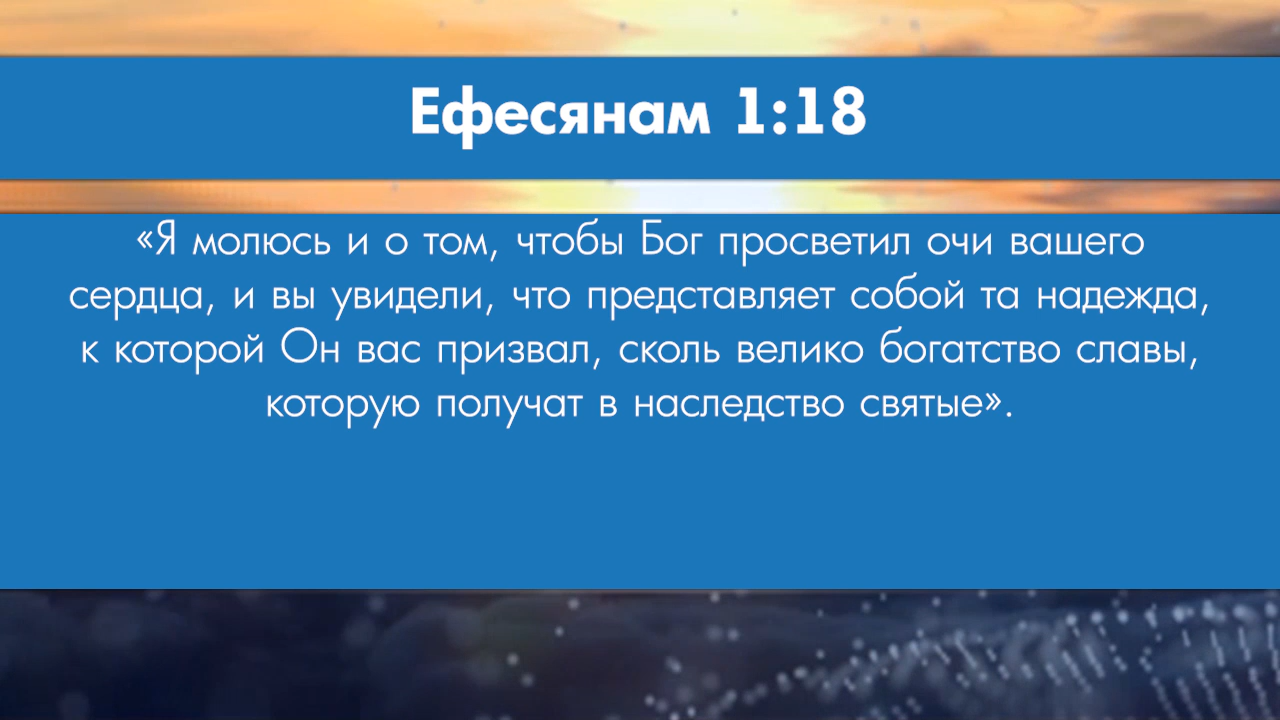 Ефесянам 1:18
«Я молюсь и о том, чтобы Бог просветил очи вашего
сердца, и вы увидели, что представляет собой та надежда,
к которой Он вас призвал, сколь велико богатство славы,
которую получат в наследство святые».